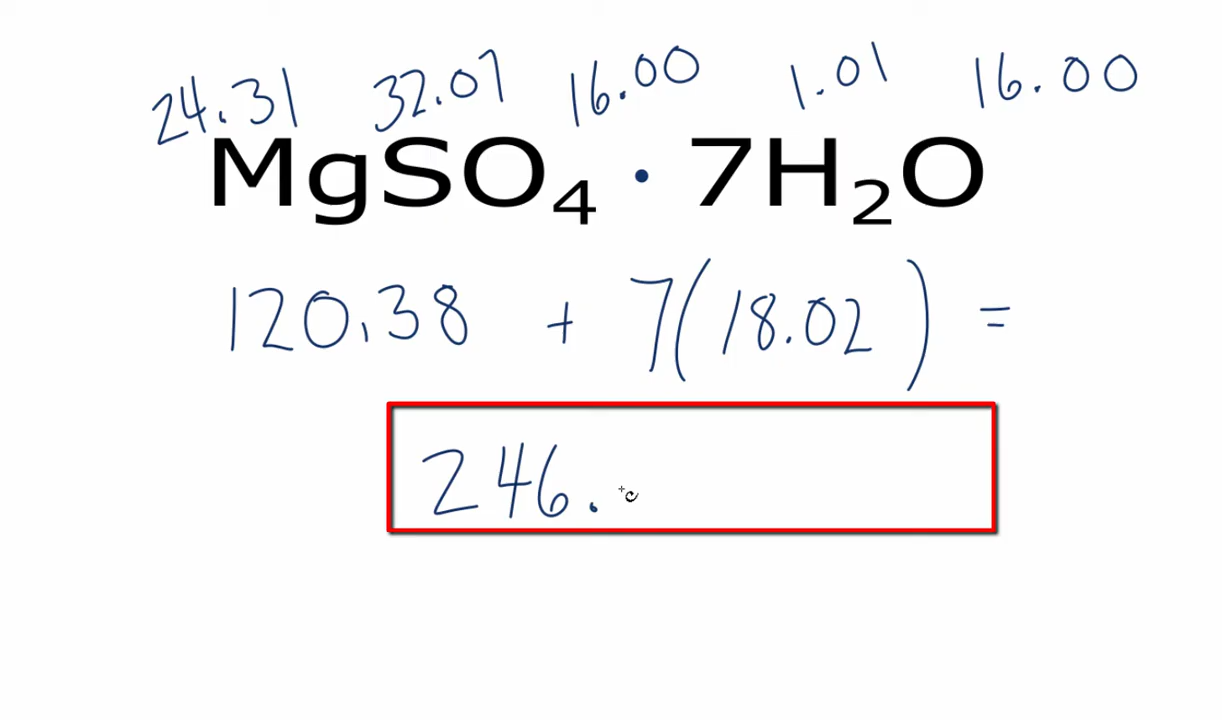 24.31 32.07 16.00 1.01 16.00
MgSO₄ · 7H₂O
120.38 + 7(18.02) =
246.